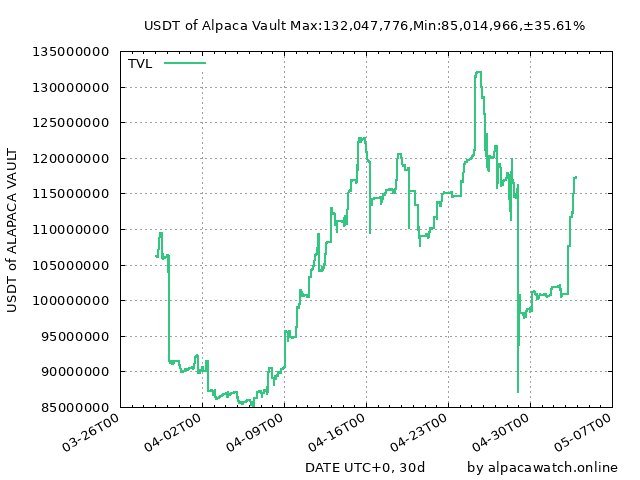 USDT of Alpaca Vault Max:132,047,776,Min:85,014,966,±35.61%
TVL
135000000
130000000
125000000
120000000
115000000
110000000
105000000
100000000
95000000
90000000
85000000
USDT of ALAPACA VAULT
03-26T00
04-02T00
04-09T00
04-16T00
04-23T00
04-30T00
05-07T00
DATE UTC+0, 30d
by alpacawatch.online